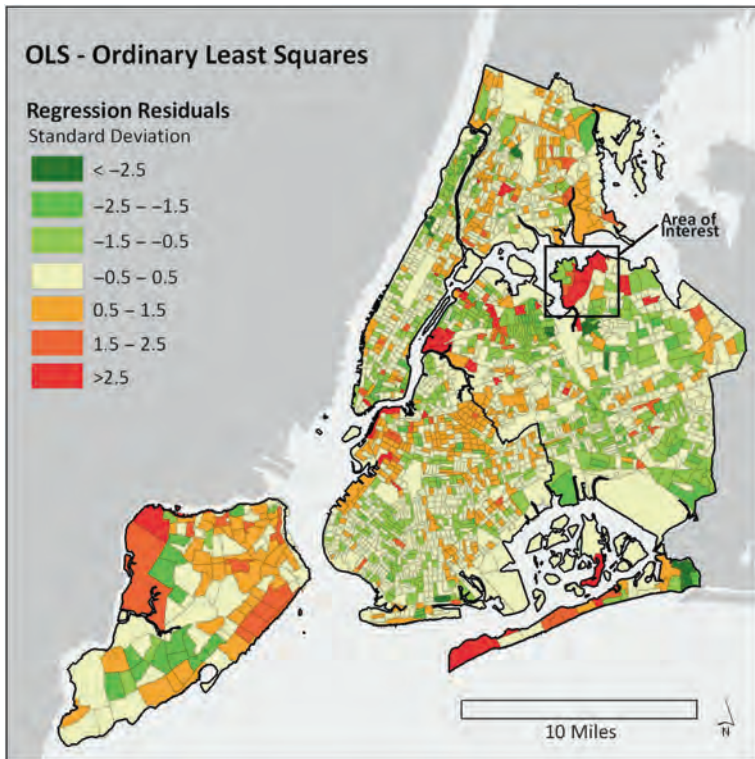 OLS - Ordinary Least Squares
Regression Residuals
Standard Deviation
< −2.5
−2.5 – −1.5
−1.5 – −0.5
−0.5 – 0.5
0.5 – 1.5
1.5 – 2.5
>2.5
Area of
Interest
10 Miles
N